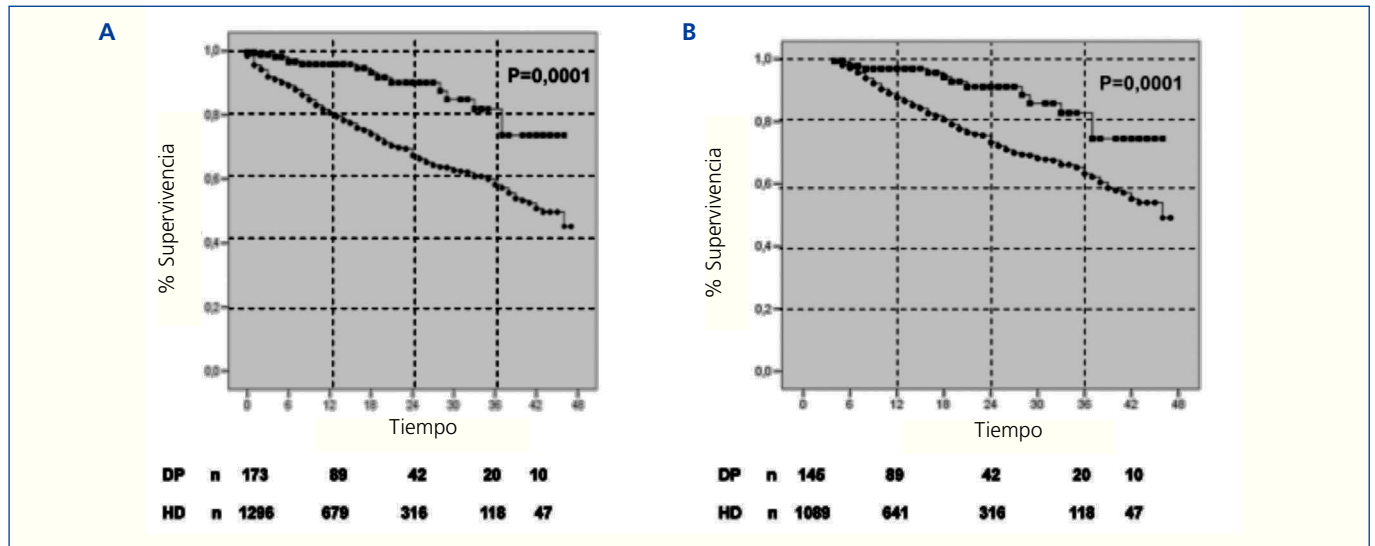 A
P=0,0001
% Supervivencia
1,0
0,8
0,6
0,4
0,2
0,0
0 6 12 18 24 30 36 42 48
Tiempo
DP n 173 89 42 20 10
HD n 1296 679 316 118 47
B
P=0,0001
% Supervivencia
1,0
0,8
0,6
0,4
0,2
0,0
0 6 12 18 24 30 36 42 48
Tiempo
DP n 145 89 42 20 10
HD n 1089 641 316 118 47